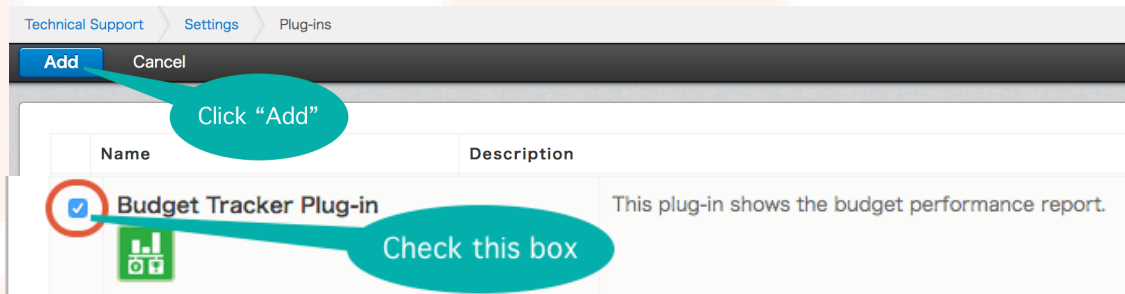 Technical Support Settings Plug-ins
Add Cancel
Click “Add”
Name Description
Budget Tracker Plug-in This plug-in shows the budget performance report.
Check this box